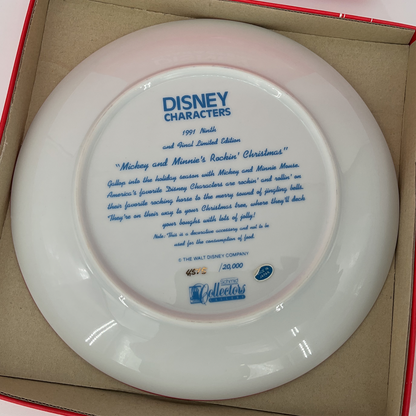 DISNEY
CHARACTERS
1991 Ninth
and Final Limited Edition
"Mickey and Minnie's Rockin' Christmas"
Gallop into the holiday season with Mickey and Minnie Mouse.
America's favorite Disney Characters are rockin' and rollin' on
their favorite rocking horse to the merry sound of jingling bells.
They're on their way to your Christmas tree, where they'll deck
your boughs with lots of jolly!
Note: This is a decorative accessory and not to be
used for the consumption of food.
© THE WALT DISNEY COMPANY
/20,000
Collectors